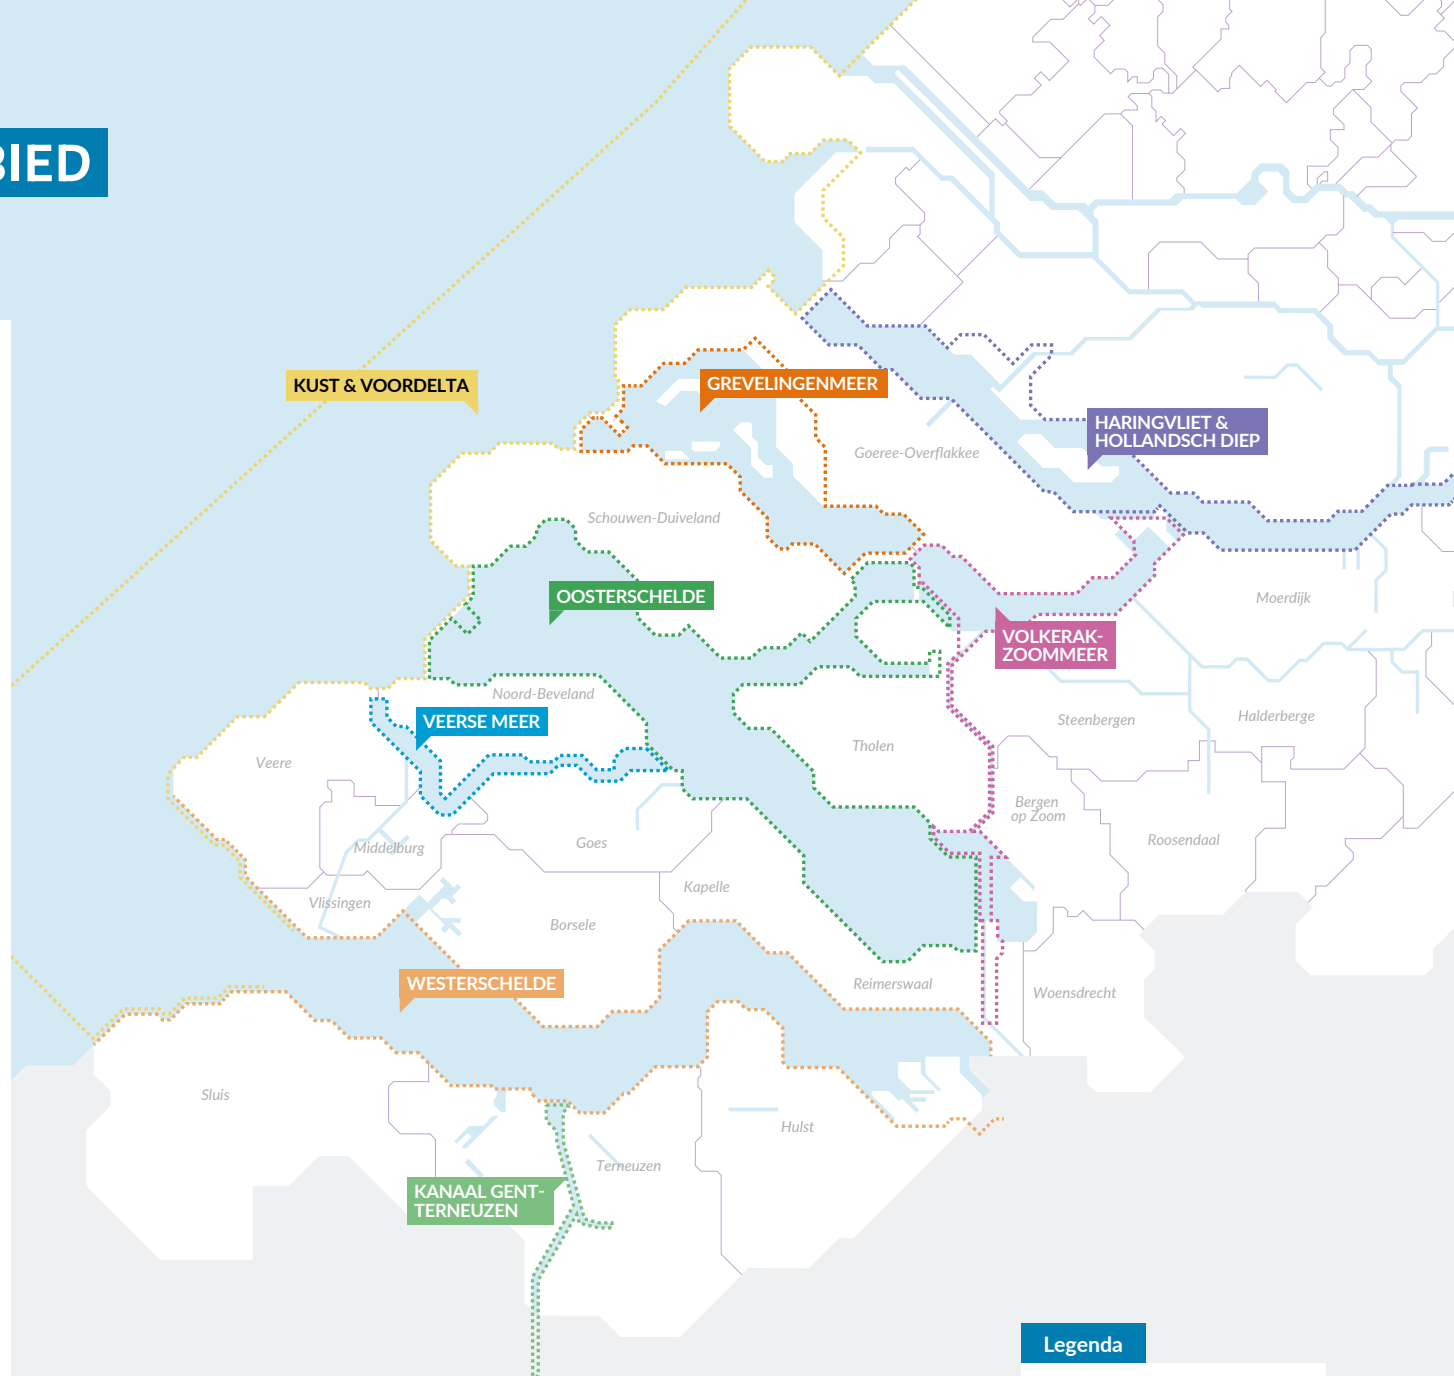 BIED
KUST & VOORDELTA
GREVELINGENMEER
HARINGVLIET &
HOLLANDSCH DIEP
Goeree-Overflakkee
Schouwen-Duiveland
OOSTERSCHELDE
Moerdijk
VOLKERAK-
ZOOMMEER
Noord-Beveland
VEERSE MEER
Steenbergen
Halderberge
Tholen
Veere
Bergen
op Zoom
Roosendaal
Middelburg
Goes
Kapelle
Vlissingen
Borsele
WESTERSCHELDE
Reimerswaal
Woensdrecht
Sluis
Hulst
Terneuzen
KANAAL GENT-
TERNEUZEN
Legenda